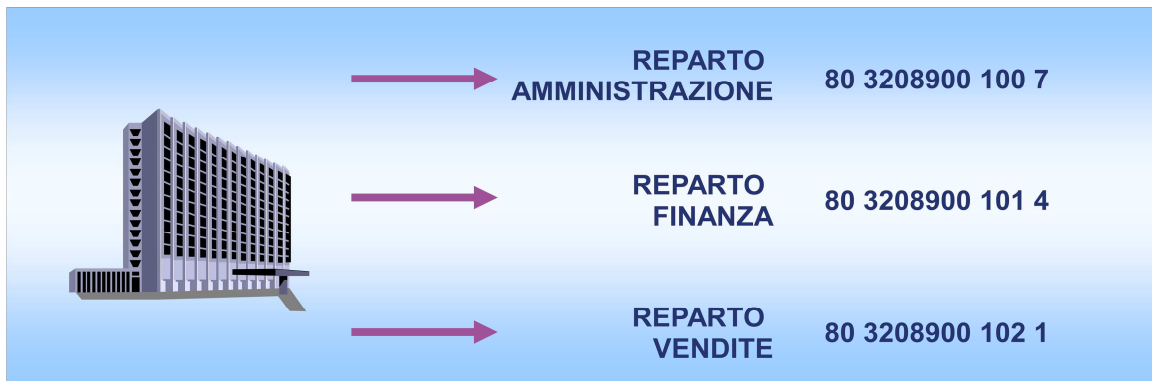 REPARTO
AMMINISTRAZIONE
80 3208900 100 7
REPARTO
FINANZA
80 3208900 101 4
REPARTO
VENDITE
80 3208900 102 1